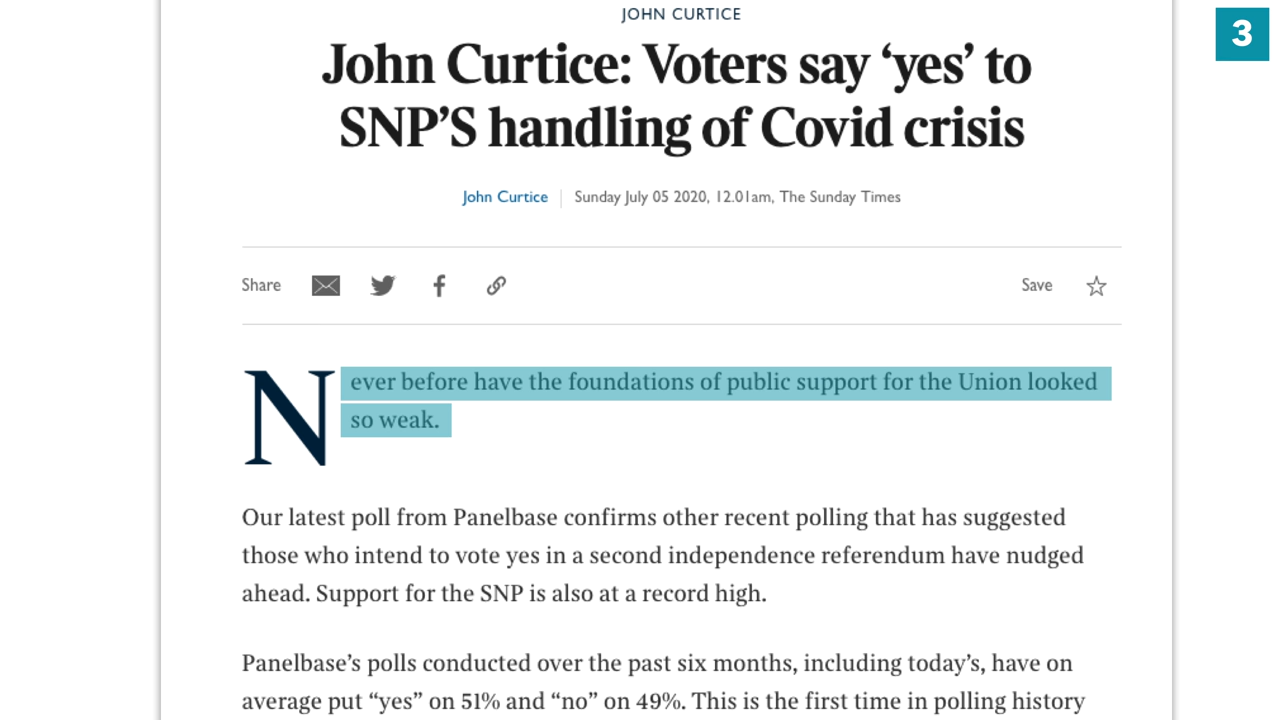 JOHN CURTICE
3
John Curtice: Voters say ‘yes’ to
SNP’S handling of Covid crisis
John Curtice | Sunday July 05 2020, 12.01am, The Sunday Times
Share
Save
Never before have the foundations of public support for the Union looked
so weak.
Our latest poll from Panelbase confirms other recent polling that has suggested
those who intend to vote yes in a second independence referendum have nudged
ahead. Support for the SNP is also at a record high.
Panelbase’s polls conducted over the past six months, including today’s, have on
average put “yes” on 51% and “no” on 49%. This is the first time in polling history